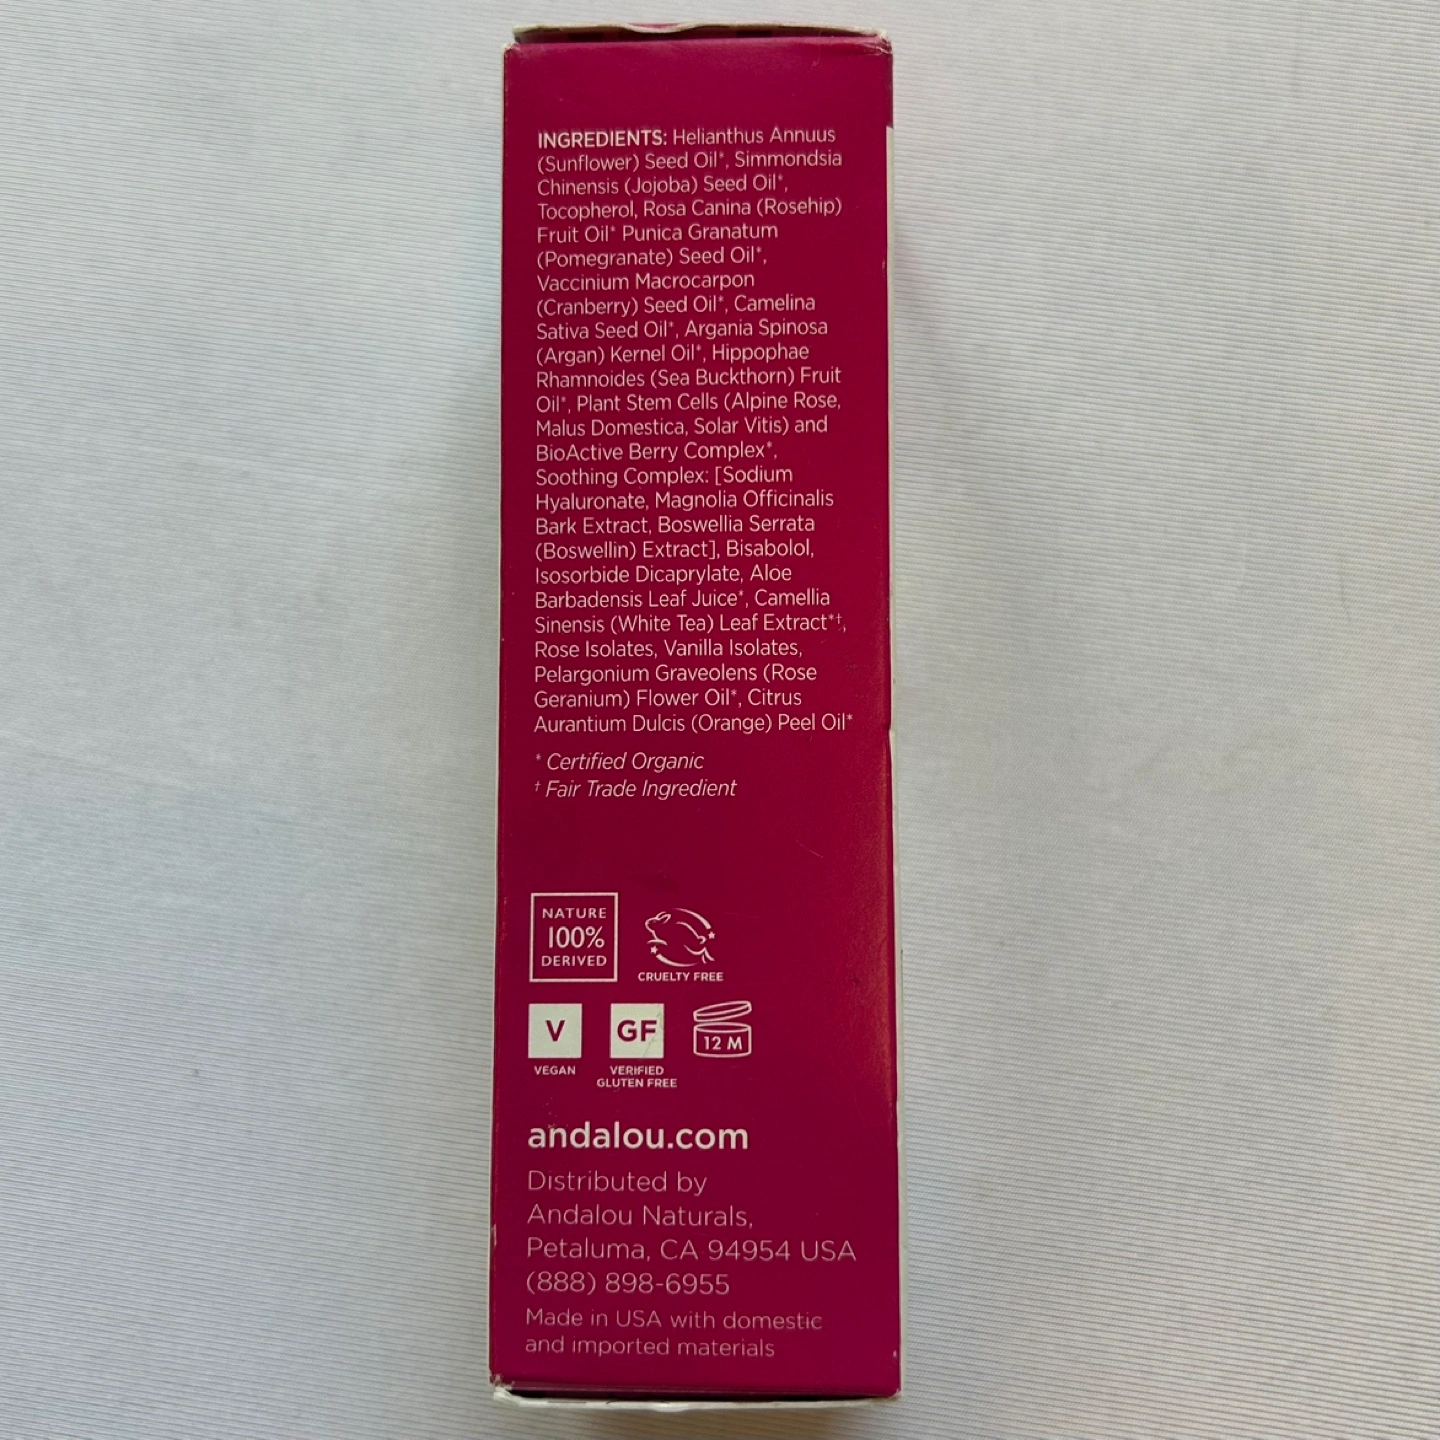 INGREDIENTS: Helianthus Annuus
(Sunflower) Seed Oil*, Simmondsia
Chinensis (Jojoba) Seed Oil*,
Tocopherol, Rosa Canina (Rosehip)
Fruit Oil* Punica Granatum
(Pomegranate) Seed Oil*,
Vaccinium Macrocarpon
(Cranberry) Seed Oil*, Camelina
Sativa Seed Oil*, Argania Spinosa
(Argan) Kernel Oil*, Hippophae
Rhamnoides (Sea Buckthorn) Fruit
Oil*, Plant Stem Cells (Alpine Rose,
Malus Domestica, Solar Vitis) and
BioActive Berry Complex*,
Soothing Complex: [Sodium
Hyaluronate, Magnolia Officinalis
Bark Extract, Boswellia Serrata
(Boswellin) Extract], Bisabolol,
Isosorbide Dicaprylate, Aloe
Barbadensis Leaf Juice*, Camellia
Sinensis (White Tea) Leaf Extract*†,
Rose Isolates, Vanilla Isolates,
Pelargonium Graveolens (Rose
Geranium) Flower Oil*, Citrus
Aurantium Dulcis (Orange) Peel Oil*
* Certified Organic
† Fair Trade Ingredient
NATURE
100%
DERIVED
CRUELTY FREE
V
VEGAN
GF
VERIFIED
GLUTEN FREE
12 M
andalou.com
Distributed by
Andalou Naturals,
Petaluma, CA 94954 USA
(888) 898-6955
Made in USA with domestic
and imported materials